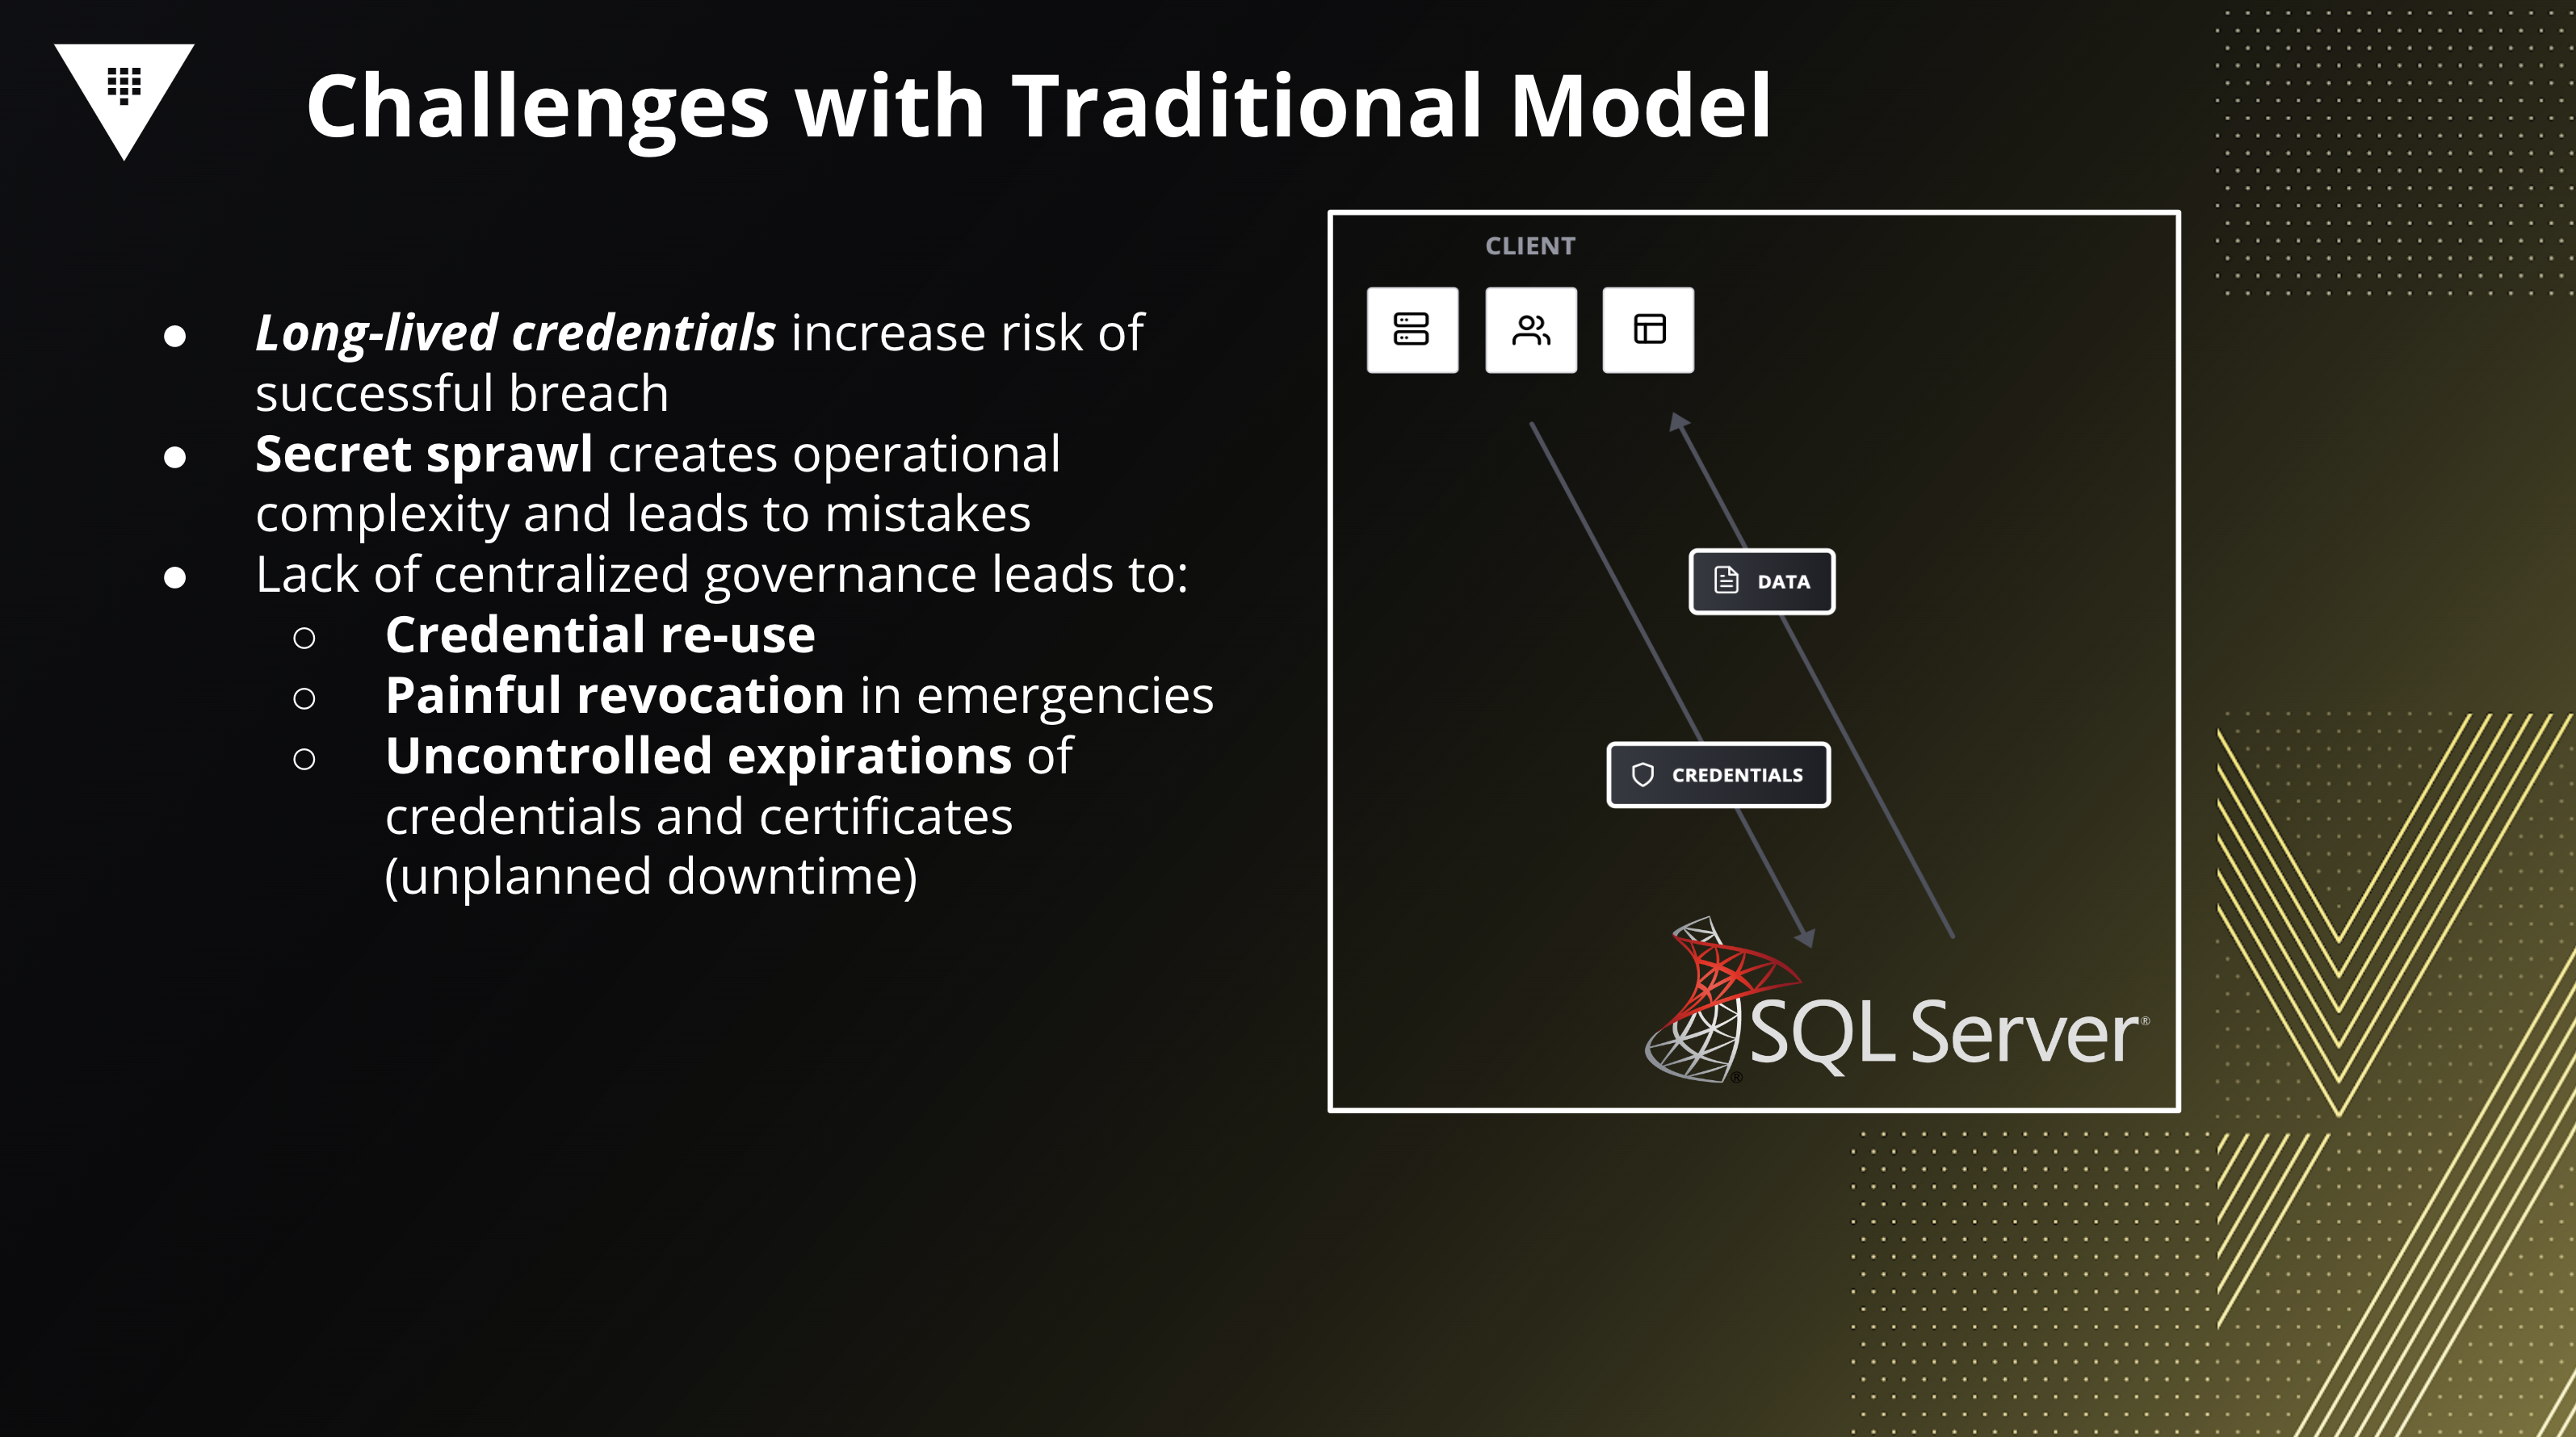 Challenges with Traditional Model
● Long-lived credentials increase risk of
successful breach
● Secret sprawl creates operational
complexity and leads to mistakes
● Lack of centralized governance leads to:
○ Credential re-use
○ Painful revocation in emergencies
○ Uncontrolled expirations of
credentials and certificates
(unplanned downtime)
CLIENT
DATA
CREDENTIALS
SQL Server®
®